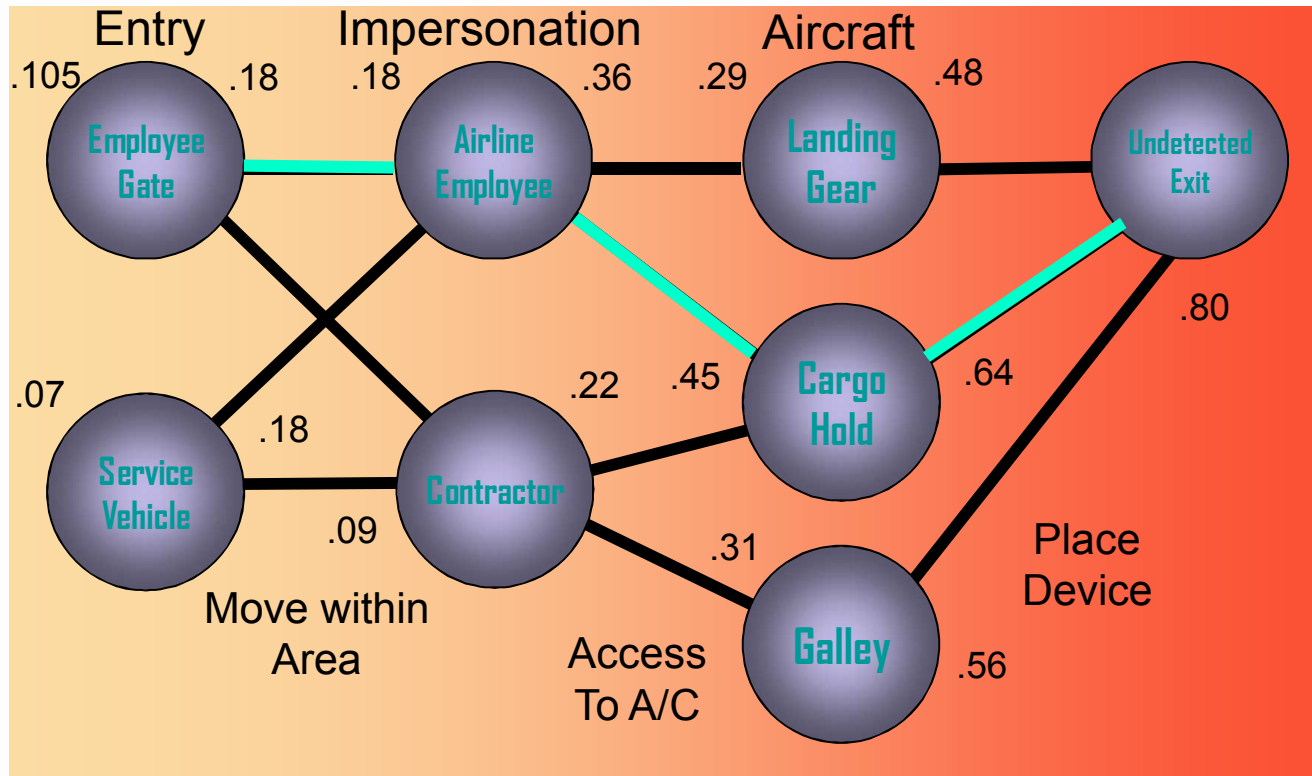 Entry
Impersonation
Aircraft
.105
.18
.18
.36
.29
.48
Employee
Gate
Airline
Employee
Landing
Gear
Undetected
Exit
.80
.07
.18
.22
.45
Cargo
Hold
.64
Service
Vehicle
Contractor
.09
.31
Place
Device
Move within
Area
Access
To A/C
Galley
.56